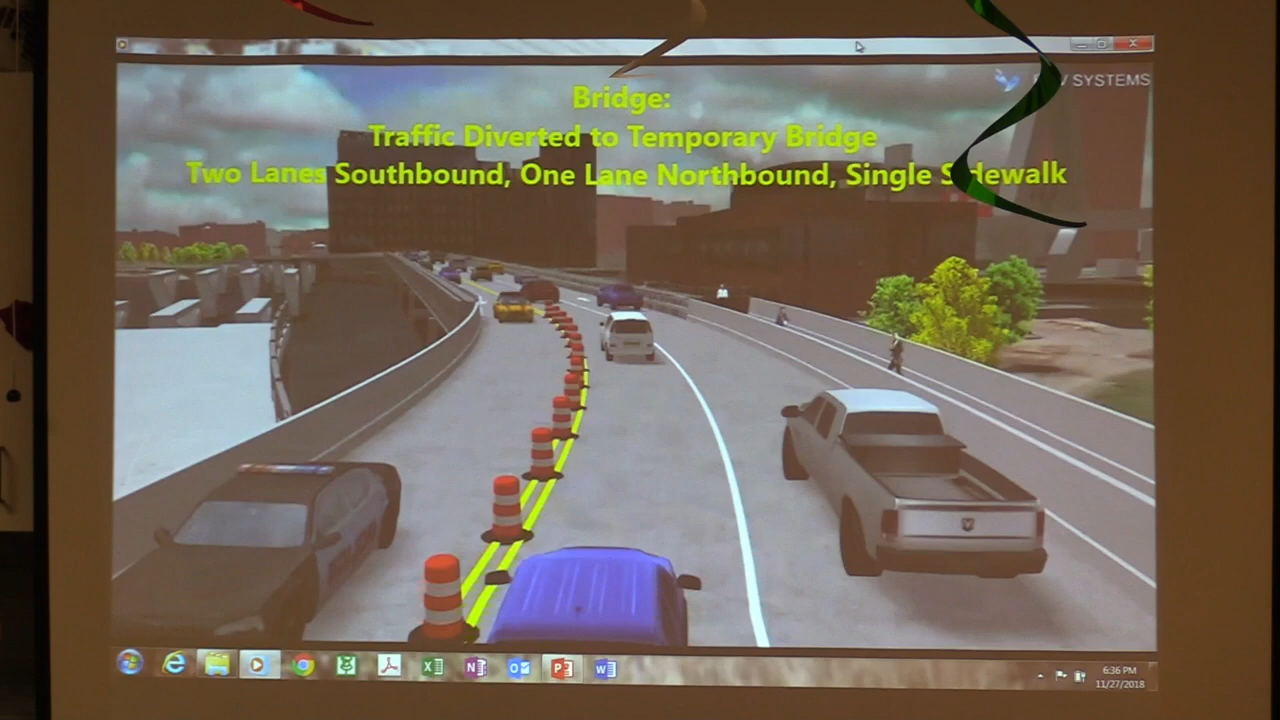 V SYSTEMS
Bridge:
Traffic Diverted to Temporary Bridge
Two Lanes Southbound, One Lane Northbound, Single Sidewalk
6:36 PM
11/27/2018